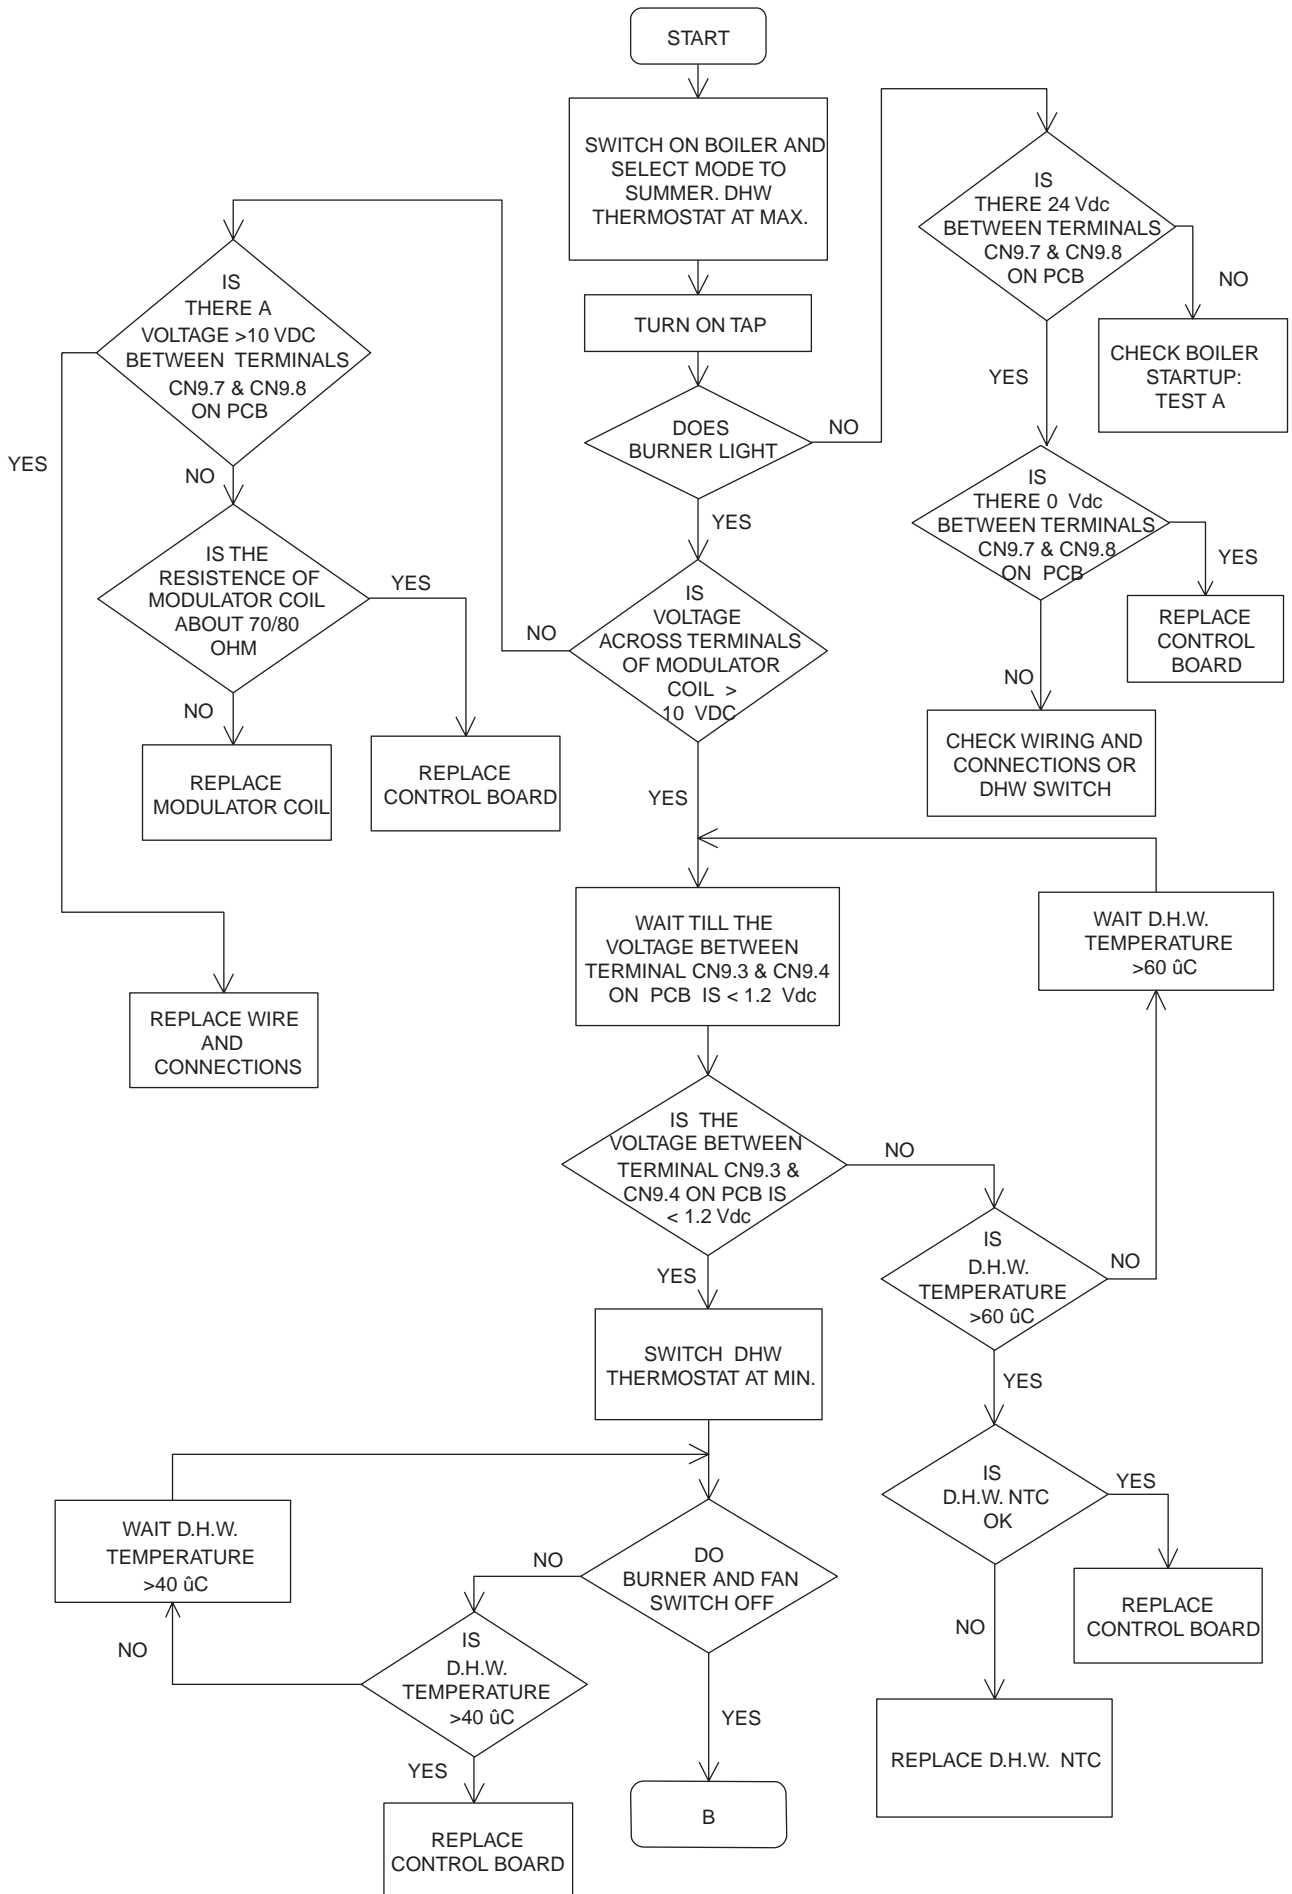 START
SWITCH ON BOILER AND
SELECT MODE TO
SUMMER. DHW
THERMOSTAT AT MAX.
TURN ON TAP
DOES
BURNER LIGHT
NO
YES
IS
THERE 24 Vdc
BETWEEN TERMINALS
CN9.7 & CN9.8
ON PCB
NO
CHECK BOILER
STARTUP:
TEST A
YES
IS
THERE 0 Vdc
BETWEEN TERMINALS
CN9.7 & CN9.8
ON PCB
YES
REPLACE
CONTROL
BOARD
NO
CHECK WIRING AND
CONNECTIONS OR
DHW SWITCH
IS
VOLTAGE
ACROSS TERMINALS
OF MODULATOR
COIL >
10 VDC
NO
YES
IS
THERE A
VOLTAGE >10 VDC
BETWEEN TERMINALS
CN9.7 & CN9.8
ON PCB
YES
NO
IS THE
RESISTENCE OF
MODULATOR COIL
ABOUT 70/80
OHM
YES
NO
REPLACE
MODULATOR COIL
REPLACE
CONTROL BOARD
REPLACE WIRE
AND
CONNECTIONS
WAIT TILL THE
VOLTAGE BETWEEN
TERMINAL CN9.3 & CN9.4
ON PCB IS < 1.2 Vdc
WAIT D.H.W.
TEMPERATURE
>60 ûC
IS THE
VOLTAGE BETWEEN
TERMINAL CN9.3 &
CN9.4 ON PCB IS
< 1.2 Vdc
NO
YES
IS
D.H.W.
TEMPERATURE
>60 ûC
NO
YES
SWITCH DHW
THERMOSTAT AT MIN.
IS
D.H.W. NTC
OK
YES
NO
REPLACE
CONTROL BOARD
REPLACE D.H.W. NTC
WAIT D.H.W.
TEMPERATURE
>40 ûC
DO
BURNER AND FAN
SWITCH OFF
NO
YES
IS
D.H.W.
TEMPERATURE
>40 ûC
NO
YES
REPLACE
CONTROL BOARD
B